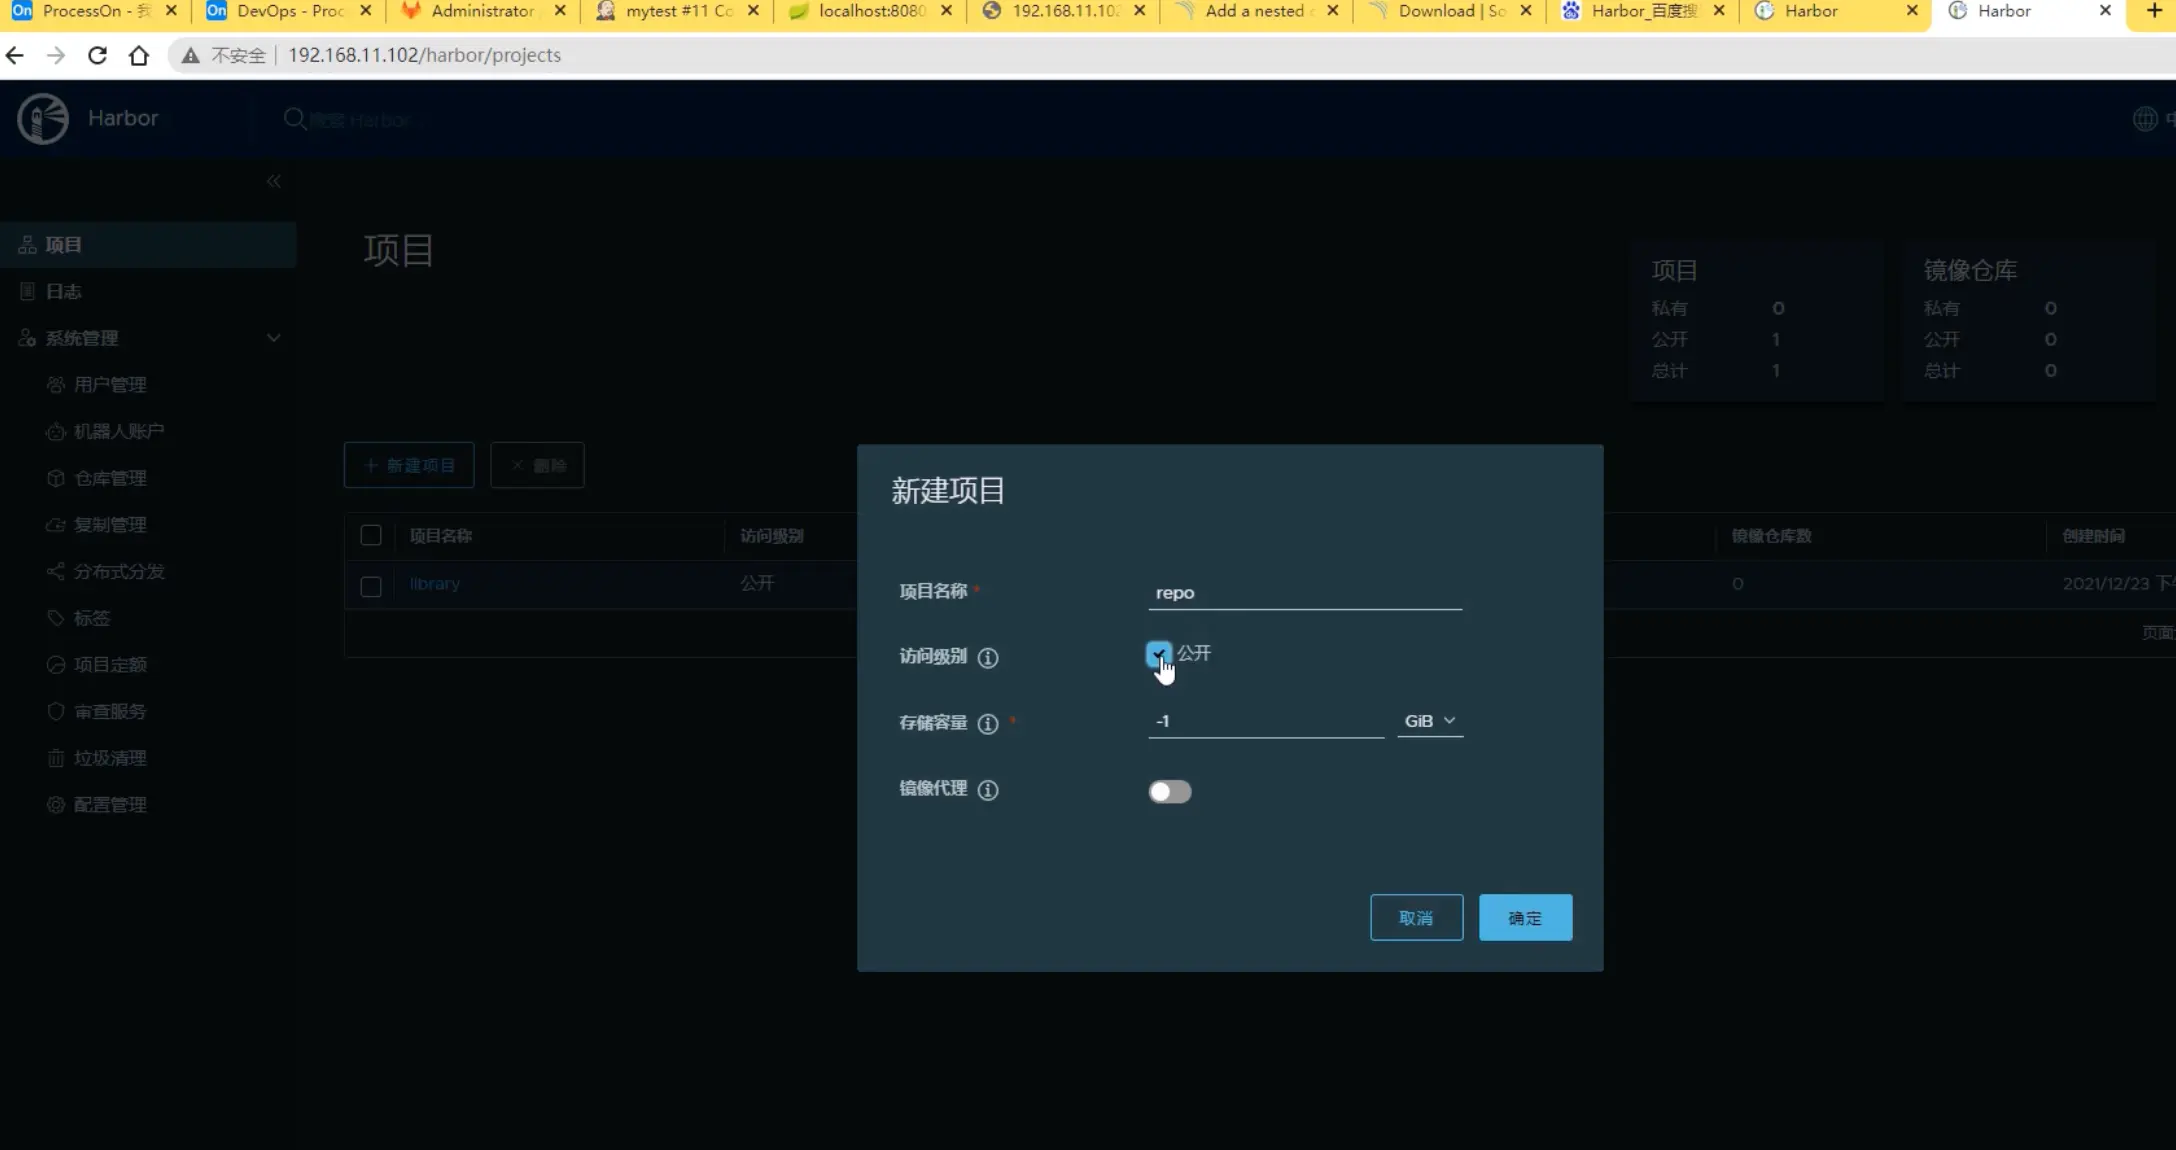 On ProcessOn - 我
On DevOps - Proc
Administrator
mytest #11 Co
localhost:8080
192.168.11.102
Add a nested
Download | So
Harbor_百度搜
Harbor
Harbor
不安全
192.168.11.102/harbor/projects
Harbor
搜索 Harbor
项目
日志
系统管理
用户管理
机器人账户
仓库管理
复制管理
分布式分发
标签
项目定额
审查服务
垃圾清理
配置管理
项目
项目
私有 0
公开 1
总计 1
镜像仓库
私有 0
公开 0
总计 0
+ 新建项目
× 删除
项目名称 访问级别 镜像仓库数 创建时间
library 公开 0 2021/12/23 下
页面
新建项目
项目名称 * repo
访问级别 公开
存储容量 * -1 GiB
镜像代理
取消 确定